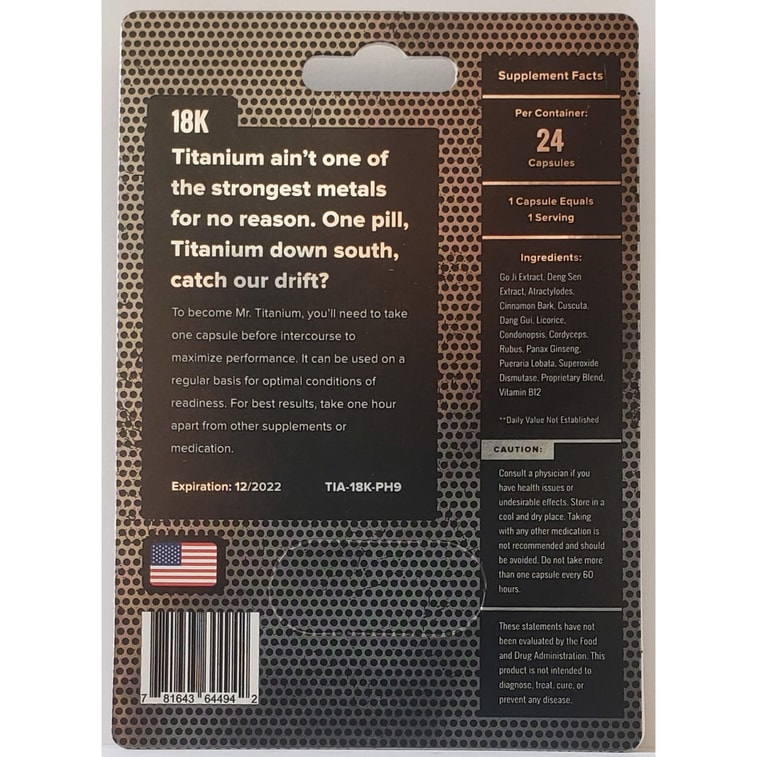 18K
Titanium ain't one of
the strongest metals
for no reason. One pill,
Titanium down south,
catch our drift?
To become Mr. Titanium, you'll need to take
one capsule before intercourse to
maximize performance. It can be used on a
regular basis for optimal conditions of
readiness. For best results, take one hour
apart from other supplements or
medication.
Expiration: 12/2022 TIA-18K-PH9
7 81643 64494 2
Supplement Facts
Per Container:
24
Capsules
1 Capsule Equals
1 Serving
Ingredients:
Go Ji Extract, Deng Sen
Extract, Atractylodes,
Cinnamon Bark, Cuscuta,
Dang Gui, Licorice,
Condonopsis, Cordyceps,
Rubus, Panax Ginseng,
Pueraria Lobata, Superoxide
Dismutase, Proprietary Blend,
Vitamin B12
**Daily Value Not Established
CAUTION:
Consult a physician if you
have health issues or
undesirable effects. Store in a
cool and dry place. Taking
with any other medication is
not recommended and should
be avoided. Do not take more
than one capsule every 60
hours.
These statements have not
been evaluated by the Food
and Drug Administration. This
product is not intended to
diagnose, treat, cure, or
prevent any disease.